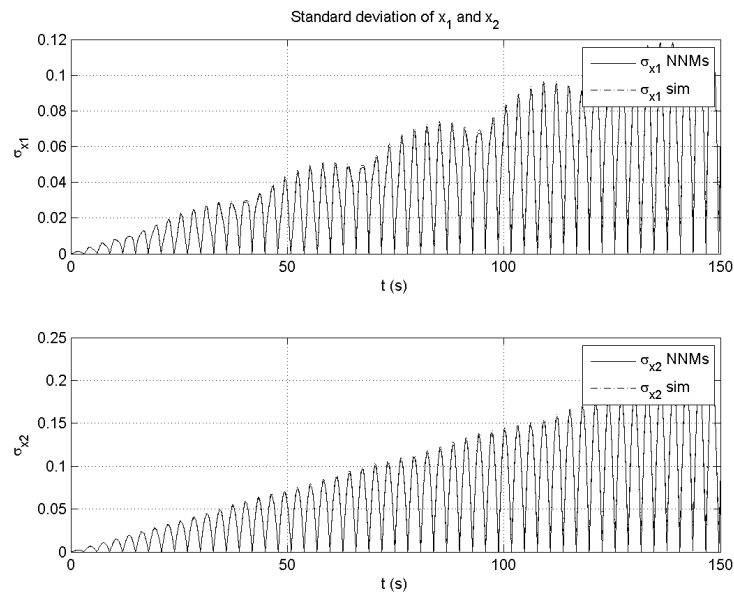 Standard deviation of x1 and x2
0.12
0.1
0.08
0.06
0.04
0.02
0
σx1
0 50 100 150
t (s)
σx1 NNMs
σx1 sim
0.25
0.2
0.15
0.1
0.05
0
σx2
0 50 100 150
t (s)
σx2 NNMs
σx2 sim